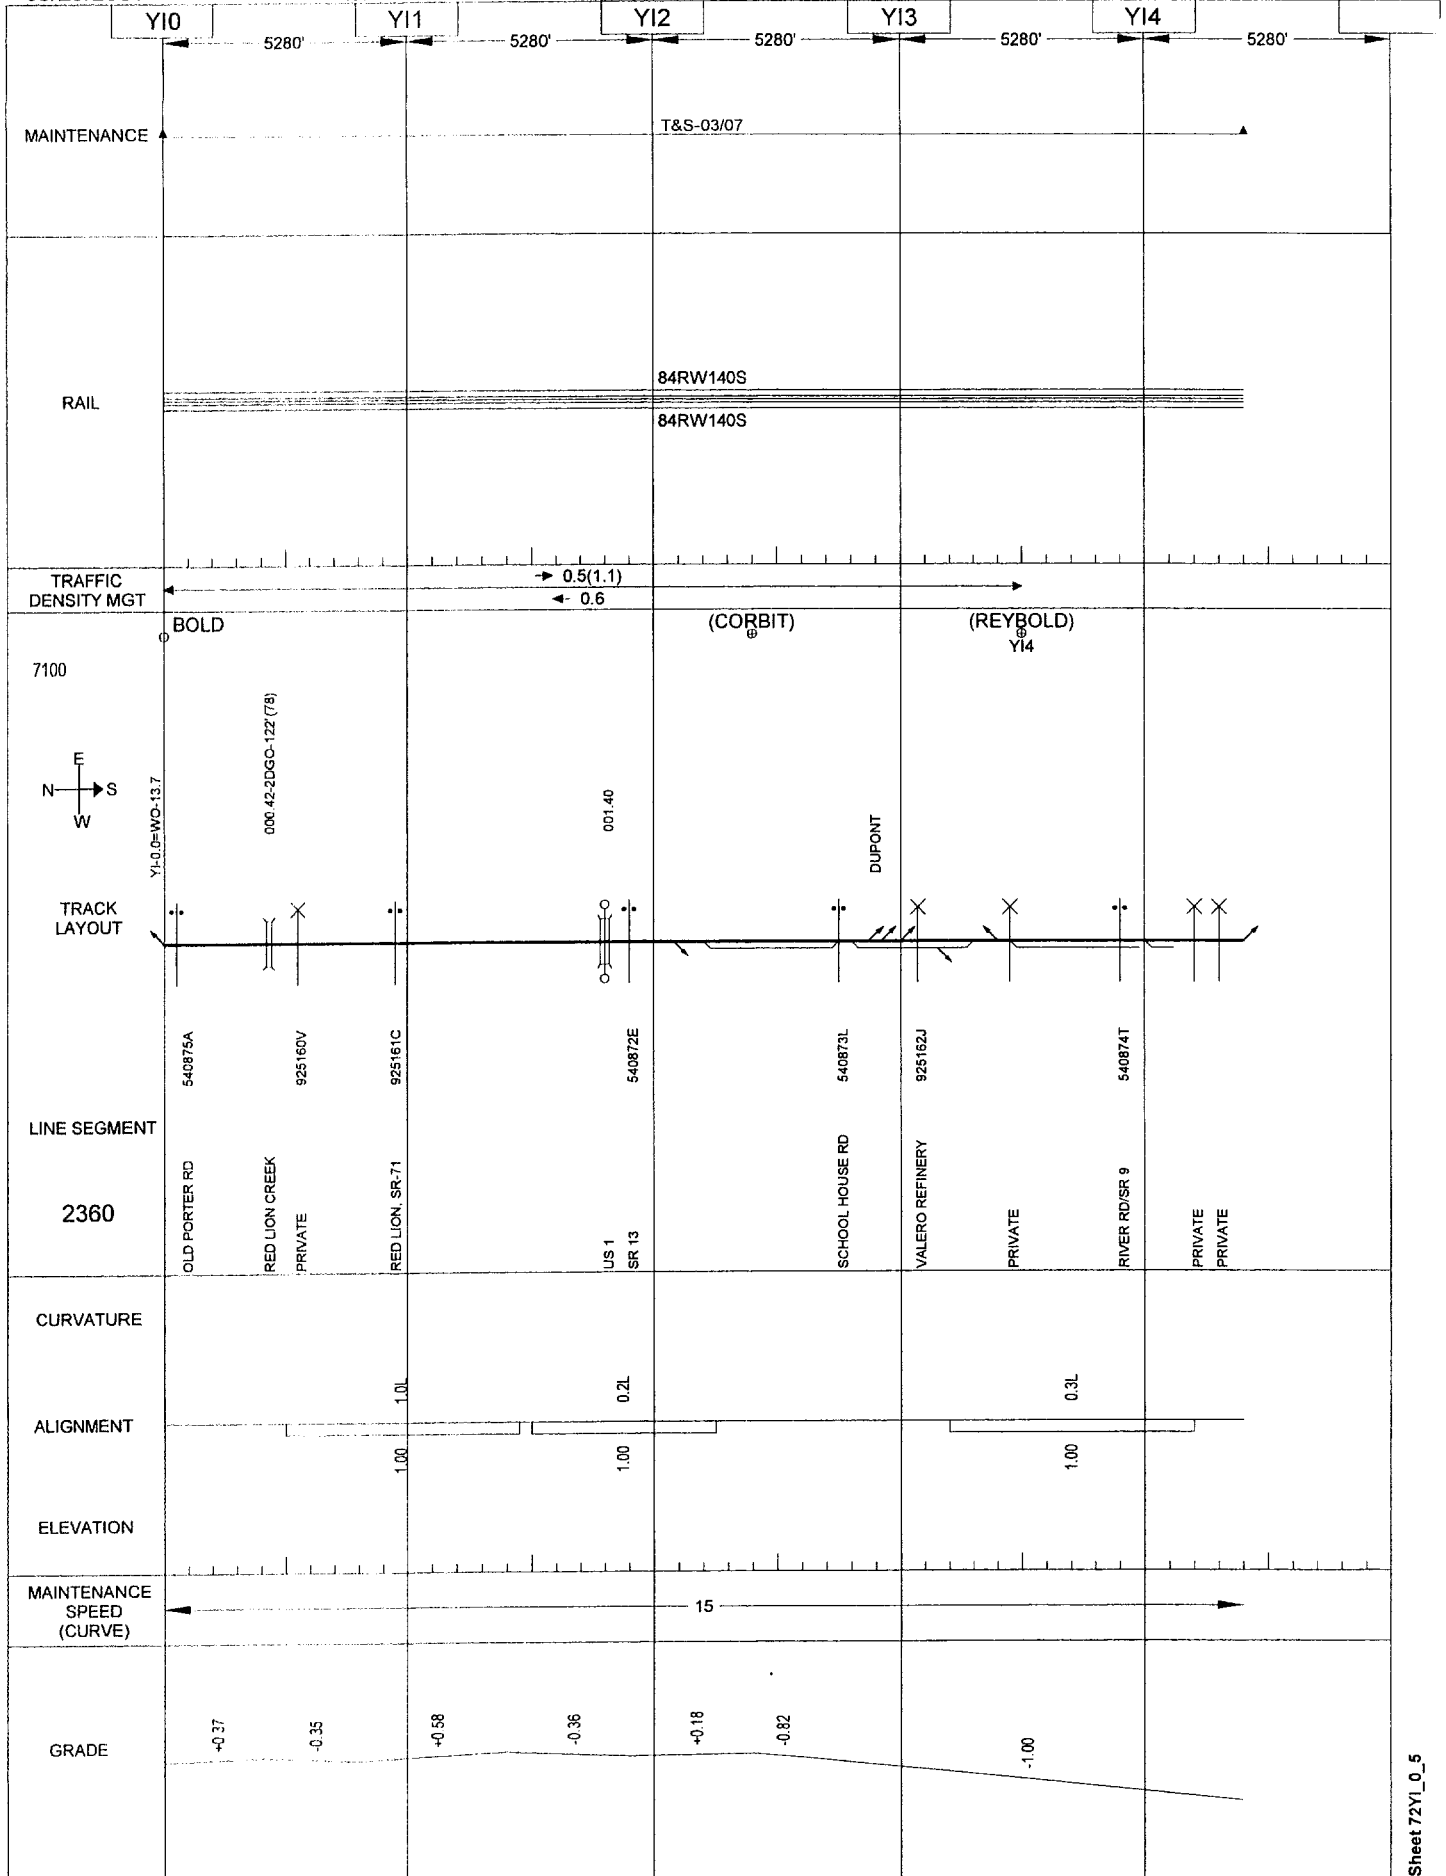 YI0
YI1
YI2
YI3
YI4
5280'
5280'
5280'
5280'
5280'
MAINTENANCE
T&S-03/07
RAIL
84RW140S
84RW140S
TRAFFIC
DENSITY MGT
0.5(1.1)
0.6
BOLD
(CORBIT)
(REYBOLD)
YI4
7100
E
N
S
W
YI-0.0=WO-13.7
000.42-2DGO-122'(78)
001.40
DUPONT
TRACK
LAYOUT
540875A
925160V
925161C
540872E
540873L
925162J
540874T
LINE SEGMENT
2360
OLD PORTER RD
RED LION CREEK
PRIVATE
RED LION, SR-71
US 1
SR 13
SCHOOL HOUSE RD
VALERO REFINERY
PRIVATE
RIVER RD/SR 9
PRIVATE
PRIVATE
CURVATURE
1.0L
0.2L
0.3L
ALIGNMENT
1.00
1.00
1.00
ELEVATION
MAINTENANCE
SPEED
(CURVE)
15
GRADE
+0.37
-0.35
+0.58
-0.36
+0.18
-0.82
-1.00
Sheet 72YI_0_5